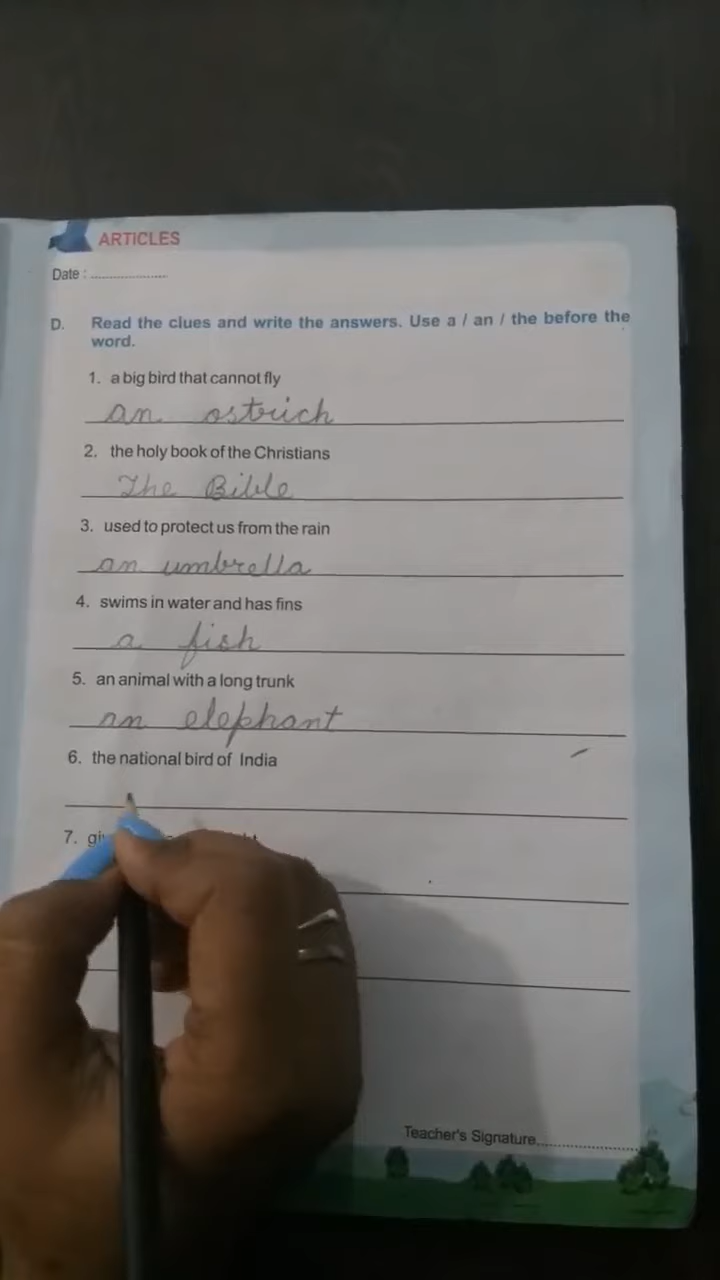 ARTICLES
Date : ....................
D. Read the clues and write the answers. Use a / an / the before the
word.
1. a big bird that cannot fly
an ostrich
2. the holy book of the Christians
The Bible
3. used to protect us from the rain
an umbrella
4. swims in water and has fins
a fish
5. an animal with a long trunk
an elephant
6. the national bird of India
7.
Teacher's Signature....................